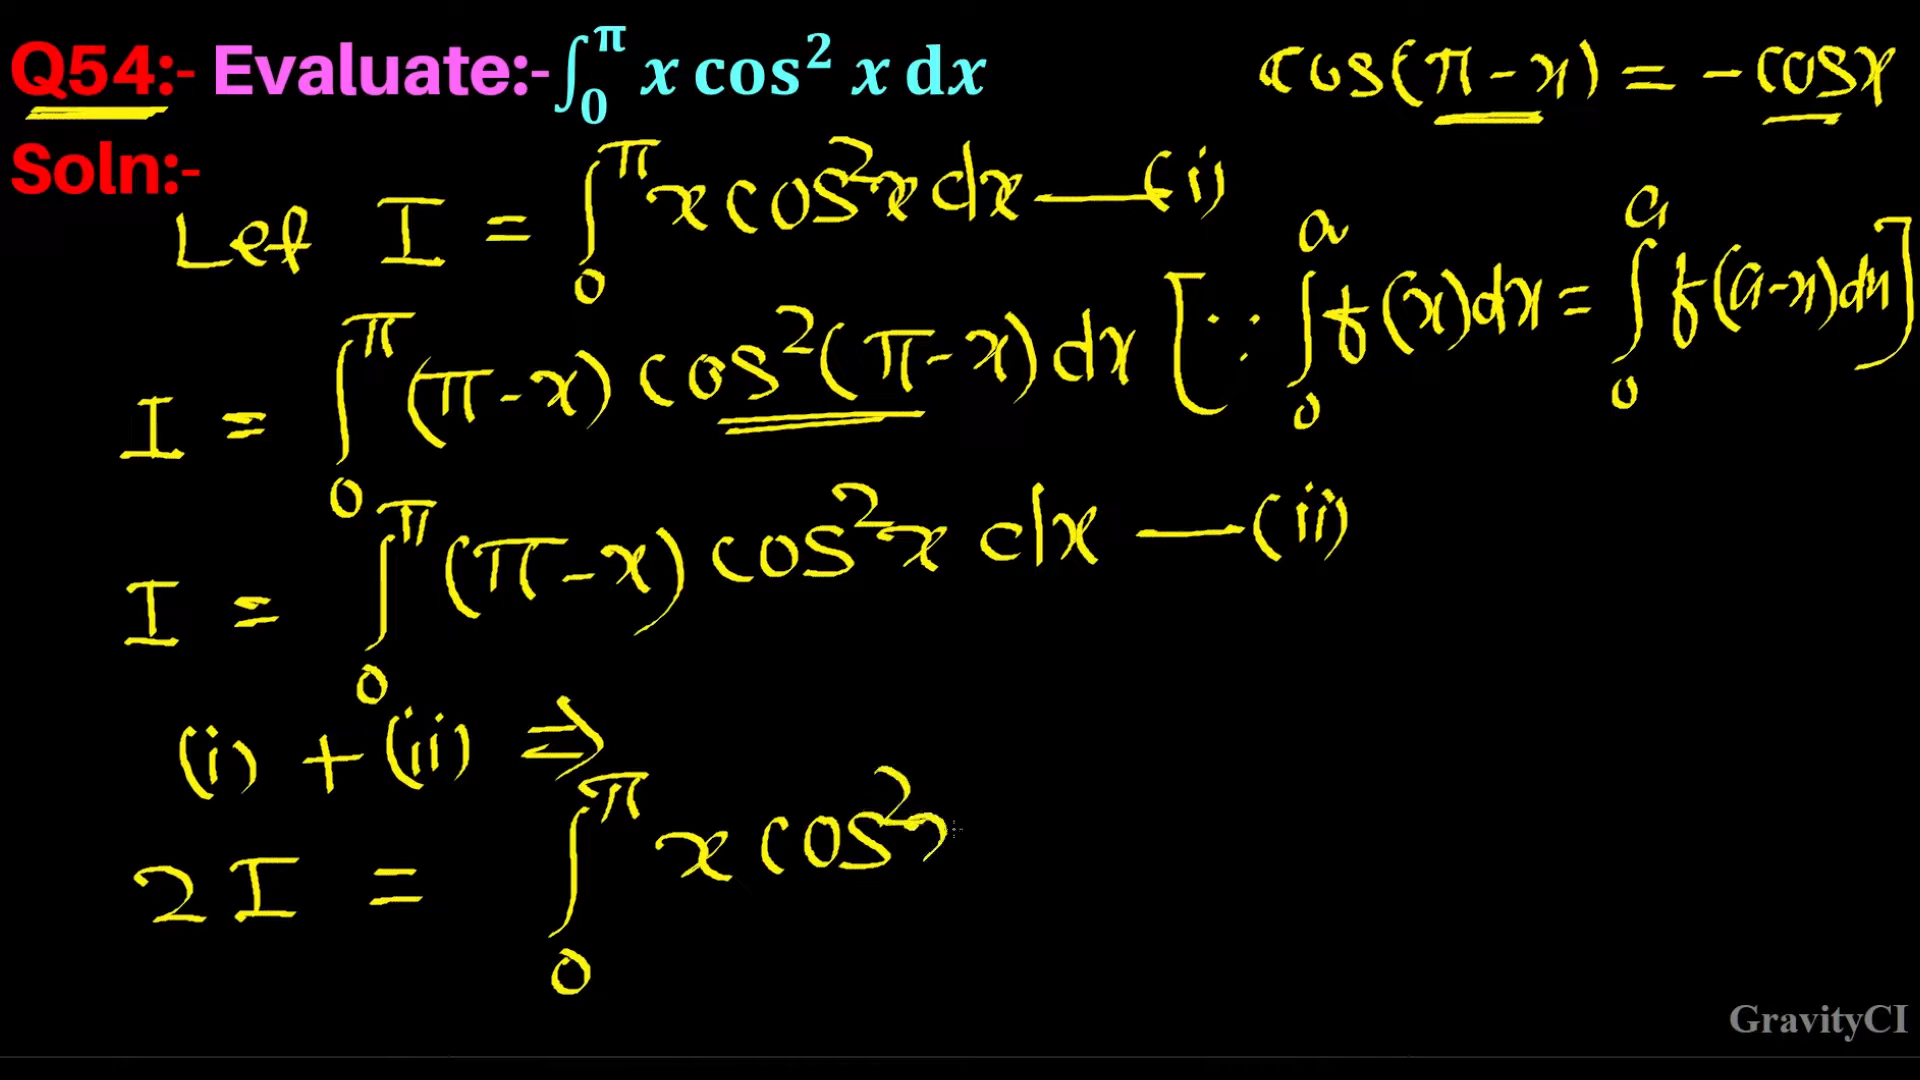 Q54:- Evaluate:- ∫₀^π x cos² x dx
cos(π-x) = -cosx
Soln:-
Let I = ∫₀^π x cos²x dx —(i)
I = ∫₀^π (π-x) cos²(π-x) dx [∵ ∫₀^a f(x)dx = ∫₀^a f(a-x)dx]
I = ∫₀^π (π-x) cos²x dx —(ii)
(i) + (ii) ⇒
2I = ∫₀^π x cos²
GravityCI